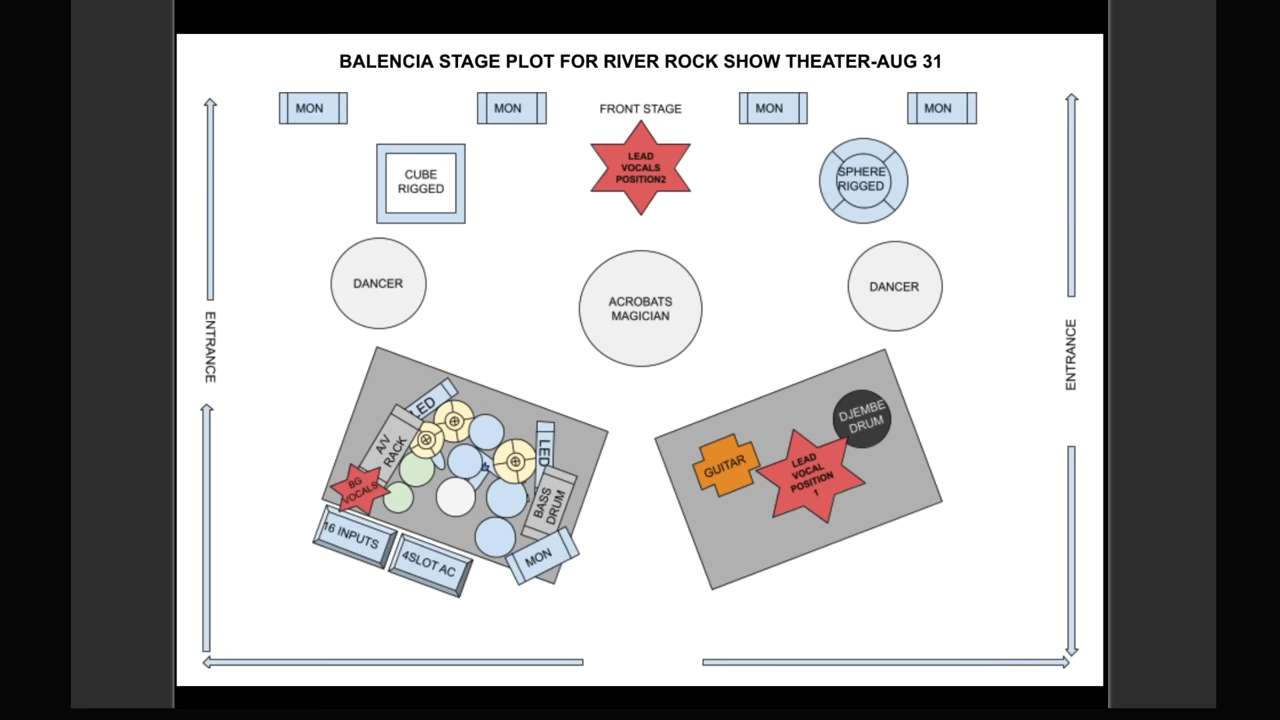 BALENCIA STAGE PLOT FOR RIVER ROCK SHOW THEATER-AUG 31
MON
MON
FRONT STAGE
MON
MON
LEAD
VOCALS
POSITION2
CUBE
RIGGED
SPHERE
RIGGED
DANCER
ACROBATS
MAGICIAN
DANCER
ENTRANCE
ENTRANCE
LED
A/V
RACK
LED
BG
VOCALS
BASS
DRUM
16 INPUTS
4SLOT AC
MON
DJEMBE
DRUM
GUITAR
LEAD
VOCAL
POSITION
1